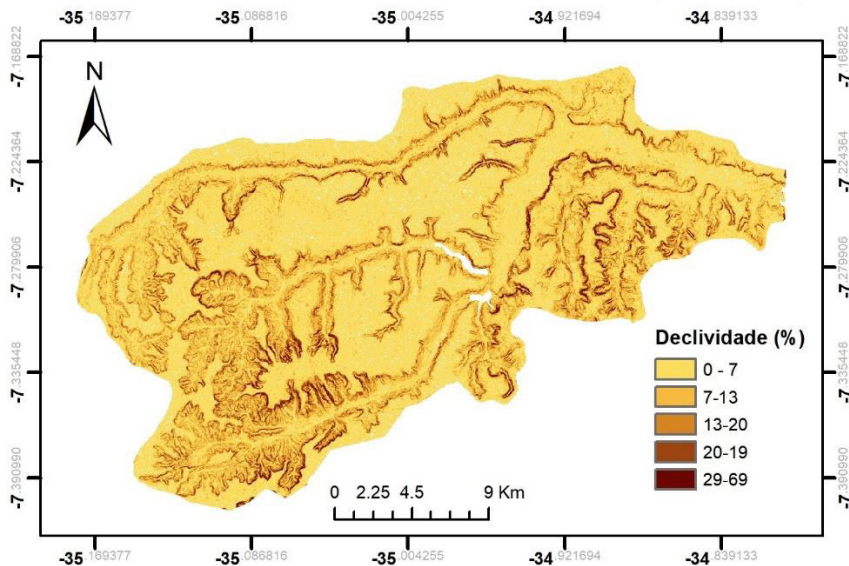 -35.169377 -35.086816 -35.004255 -34.921694 -34.839133
-7.168822 -7.168822
N
-7.224364 -7.224364
-7.279906 -7.279906
Declividade (%)
0 - 7
-7.335448 -7.335448
7-13
13-20
20-19
29-69
-7.390990 -7.390990
0 2.25 4.5 9 Km
-35.169377 -35.086816 -35.004255 -34.921694 -34.839133